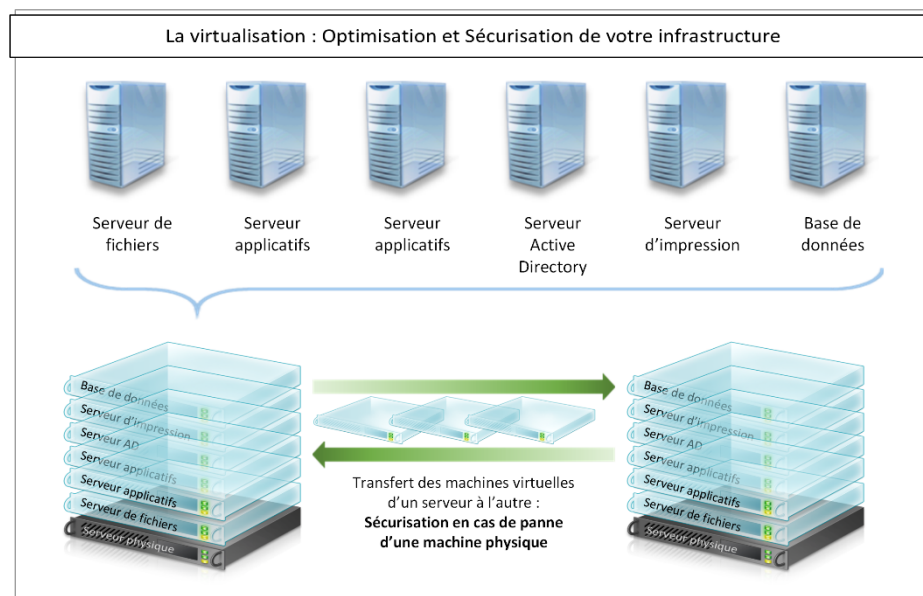 La virtualisation : Optimisation et Sécurisation de votre infrastructure
Serveur de
fichiers
Serveur
applicatifs
Serveur
applicatifs
Serveur
Active
Directory
Serveur
d’impression
Base de
données
Base de données
Serveur d’impression
Serveur AD
Serveur applicatifs
Serveur applicatifs
Serveur de fichiers
Serveur physique
Transfert des machines virtuelles
d’un serveur à l’autre :
Sécurisation en cas de panne
d’une machine physique
Base de données
Serveur d’impression
Serveur AD
Serveur applicatifs
Serveur applicatifs
Serveur de fichiers
Serveur physique